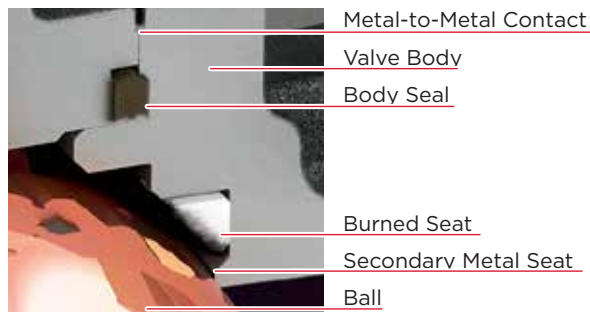 Metal-to-Metal Contact
Valve Body
Body Seal
Burned Seat
Secondary Metal Seat
Ball